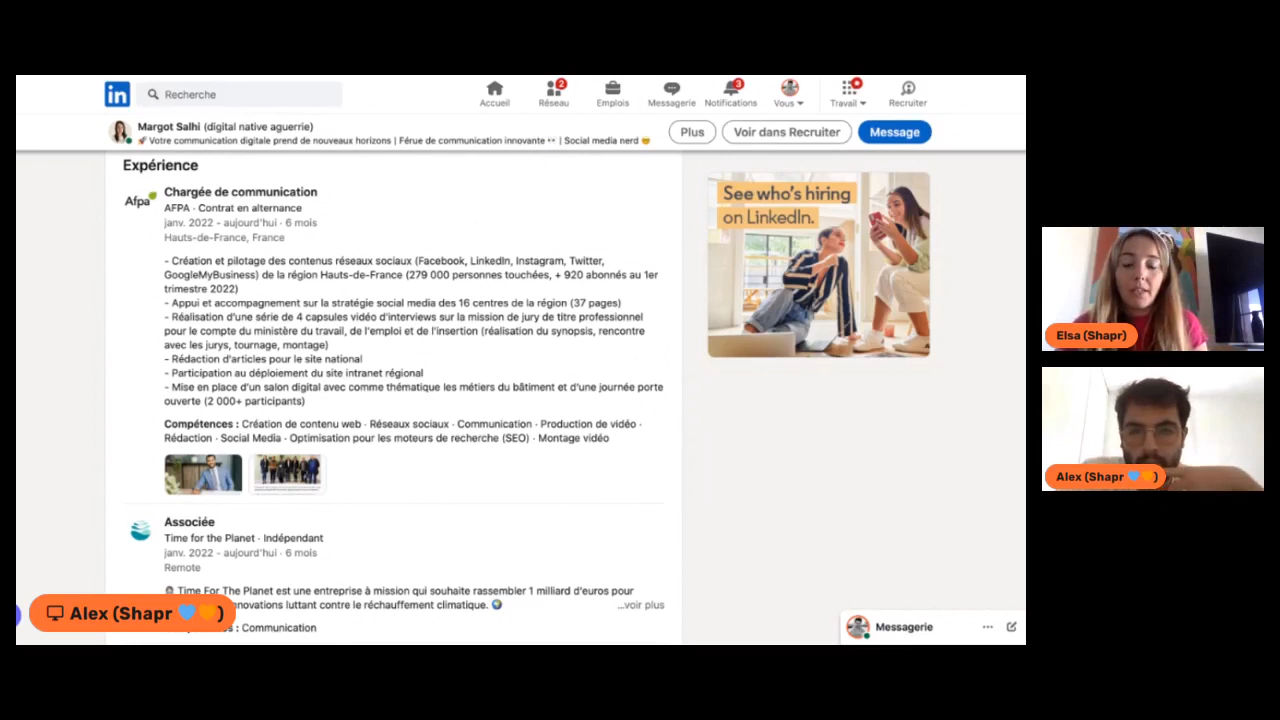 in
Recherche
Accueil
2
Réseau
Emplois
Messagerie
3
Notifications
Vous
Travail
Recruiter
Margot Salhi (digital native aguerrie)
🚀 Votre communication digitale prend de nouveaux horizons | Férue de communication innovante 👀 | Social media nerd 🤓
Plus
Voir dans Recruiter
Message
Expérience
Afpa
Chargée de communication
AFPA · Contrat en alternance
janv. 2022 - aujourd'hui · 6 mois
Hauts-de-France, France
- Création et pilotage des contenus réseaux sociaux (Facebook, LinkedIn, Instagram, Twitter,
GoogleMyBusiness) de la région Hauts-de-France (279 000 personnes touchées, + 920 abonnés au 1er
trimestre 2022)
- Appui et accompagnement sur la stratégie social media des 16 centres de la région (37 pages)
- Réalisation d'une série de 4 capsules vidéo d'interviews sur la mission de jury de titre professionnel
pour le compte du ministère du travail, de l'emploi et de l'insertion (réalisation du synopsis, rencontre
avec les jurys, tournage, montage)
- Rédaction d'articles pour le site national
- Participation au déploiement du site intranet régional
- Mise en place d'un salon digital avec comme thématique les métiers du bâtiment et d'une journée porte
ouverte (2 000+ participants)
Compétences : Création de contenu web · Réseaux sociaux · Communication · Production de vidéo ·
Rédaction · Social Media · Optimisation pour les moteurs de recherche (SEO) · Montage vidéo
Associée
Time for the Planet · Indépendant
janv. 2022 - aujourd'hui · 6 mois
Remote
Time For The Planet est une entreprise à mission qui souhaite rassembler 1 milliard d'euros pour
novations luttant contre le réchauffement climatique. 🌍
...voir plus
: Communication
See who's hiring
on LinkedIn.
Messagerie
Alex (Shapr 💙🧡)
Elsa (Shapr)
Alex (Shapr 💙🧡)